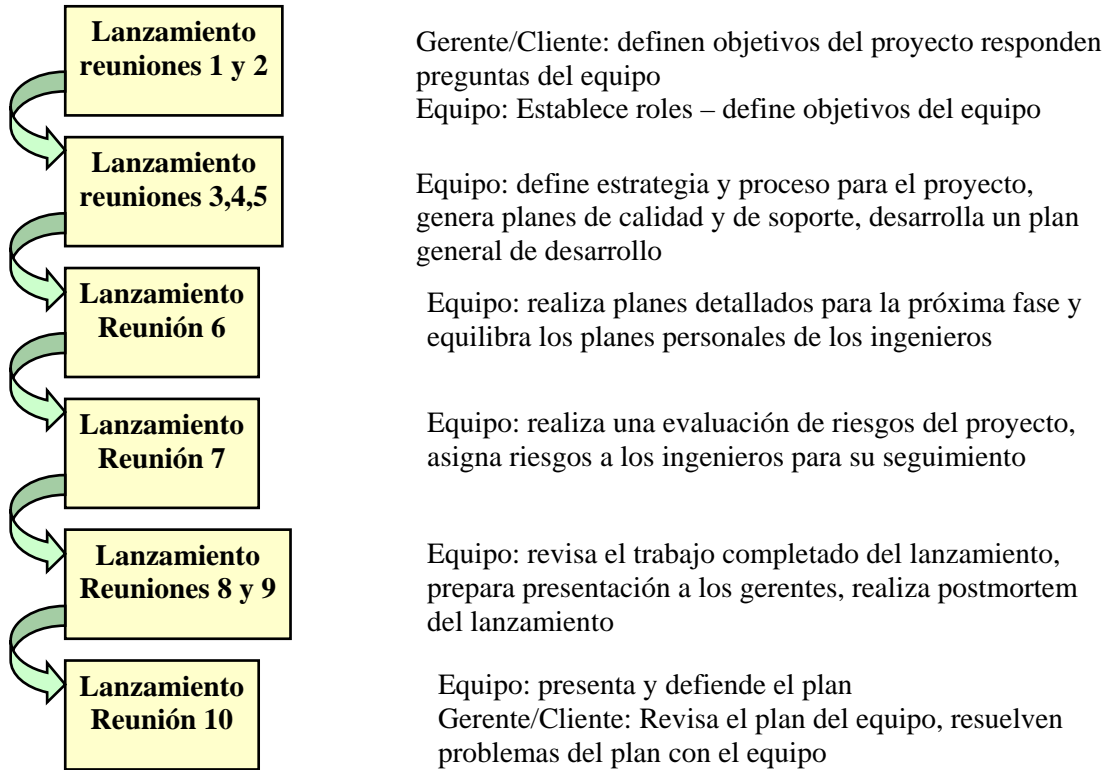 Lanzamiento
reuniones 1 y 2
Gerente/Cliente: definen objetivos del proyecto responden
preguntas del equipo
Equipo: Establece roles – define objetivos del equipo
Lanzamiento
reuniones 3,4,5
Equipo: define estrategia y proceso para el proyecto,
genera planes de calidad y de soporte, desarrolla un plan
general de desarrollo
Lanzamiento
Reunión 6
Equipo: realiza planes detallados para la próxima fase y
equilibra los planes personales de los ingenieros
Lanzamiento
Reunión 7
Equipo: realiza una evaluación de riesgos del proyecto,
asigna riesgos a los ingenieros para su seguimiento
Lanzamiento
Reuniones 8 y 9
Equipo: revisa el trabajo completado del lanzamiento,
prepara presentación a los gerentes, realiza postmortem
del lanzamiento
Lanzamiento
Reunión 10
Equipo: presenta y defiende el plan
Gerente/Cliente: Revisa el plan del equipo, resuelven
problemas del plan con el equipo